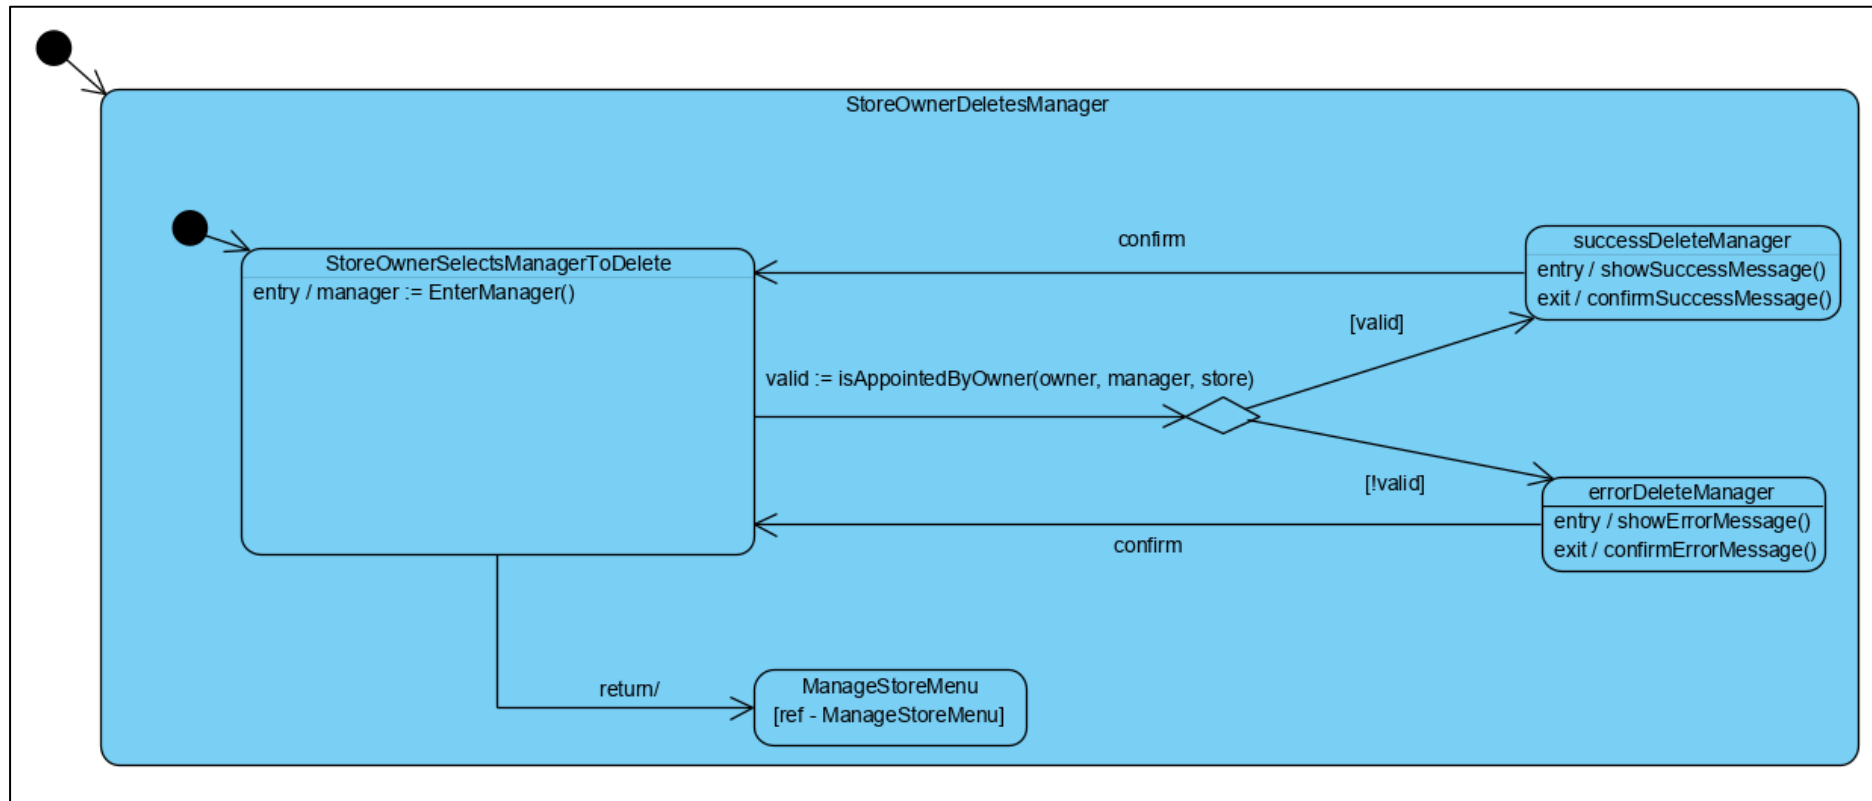 StoreOwnerDeletesManager
confirm
successDeleteManager
entry / showSuccessMessage()
exit / confirmSuccessMessage()
StoreOwnerSelectsManagerToDelete
entry / manager := EnterManager()
[valid]
valid := isAppointedByOwner(owner, manager, store)
[!valid]
errorDeleteManager
entry / showErrorMessage()
exit / confirmErrorMessage()
confirm
return/
ManageStoreMenu
[ref - ManageStoreMenu]